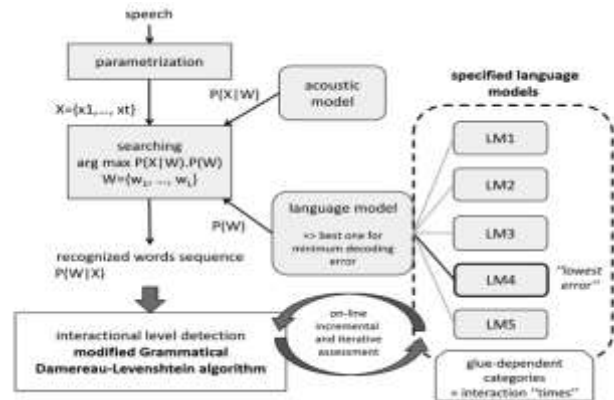 speech
parametrization
X={x1,..., xt}
P(X|W)
acoustic
model
searching
arg max P(X|W).P(W)
W={w₁, ..., w_L}
P(W)
language model
=> best one for
minimum decoding
error
recognized words sequence
P(W|X)
interactional level detection
modified Grammatical
Damereau-Levenshtein algorithm
on-line
incremental
and iterative
assessment
specified language
models
LM1
LM2
LM3
LM4
"lowest
error"
LM5
glue-dependent
categories
= interaction "times"